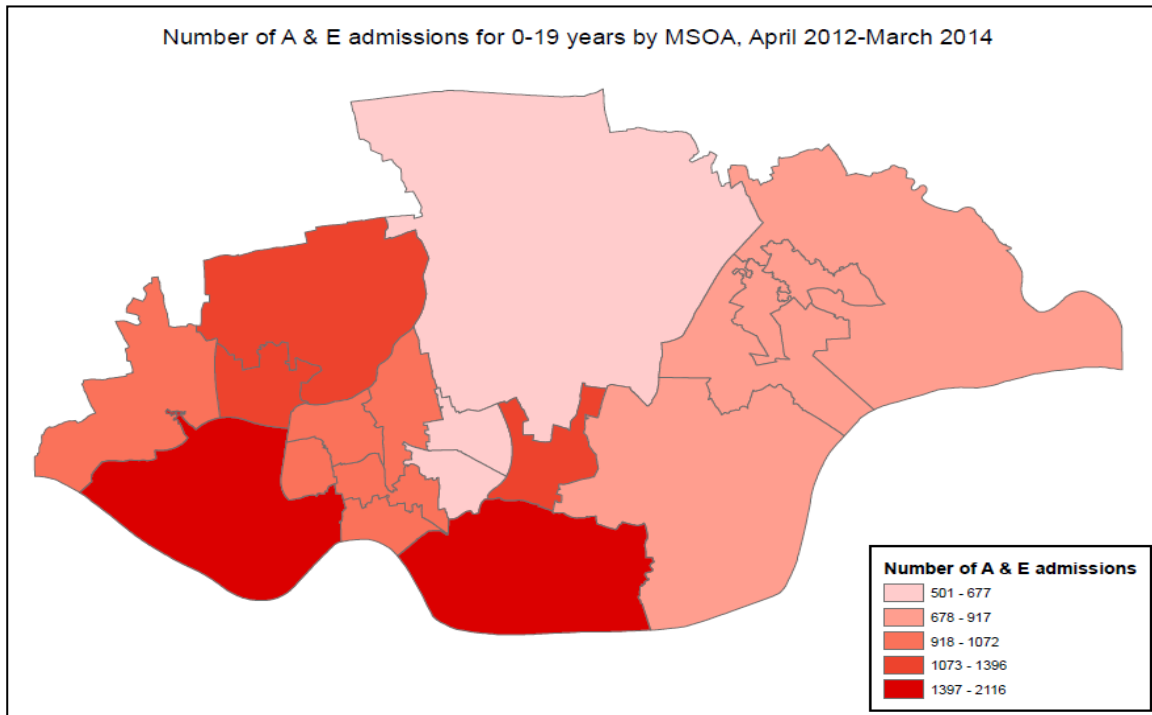 Number of A & E admissions for 0-19 years by MSOA, April 2012-March 2014
Number of A & E admissions
501 - 677
678 - 917
918 - 1072
1073 - 1396
1397 - 2116